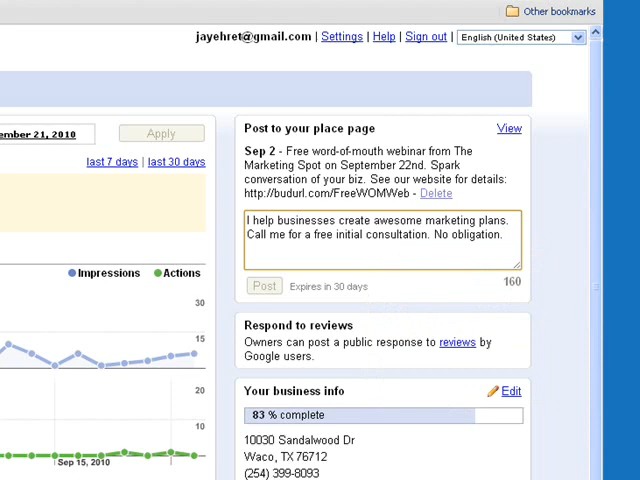 Other bookmarks
jayehret@gmail.com | Settings | Help | Sign out | English (United States)
ember 21, 2010
Apply
last 7 days | last 30 days
Impressions
Actions
30
15
20
10
Sep 15, 2010
Post to your place page
View
Sep 2 - Free word-of-mouth webinar from The
Marketing Spot on September 22nd. Spark
conversation of your biz. See our website for details:
http://budurl.com/FreeWOMWeb - Delete
I help businesses create awesome marketing plans.
Call me for a free initial consultation. No obligation.
Post
Expires in 30 days
160
Respond to reviews
Owners can post a public response to reviews by
Google users.
Your business info
Edit
83 % complete
10030 Sandalwood Dr
Waco, TX 76712
(254) 399-8093